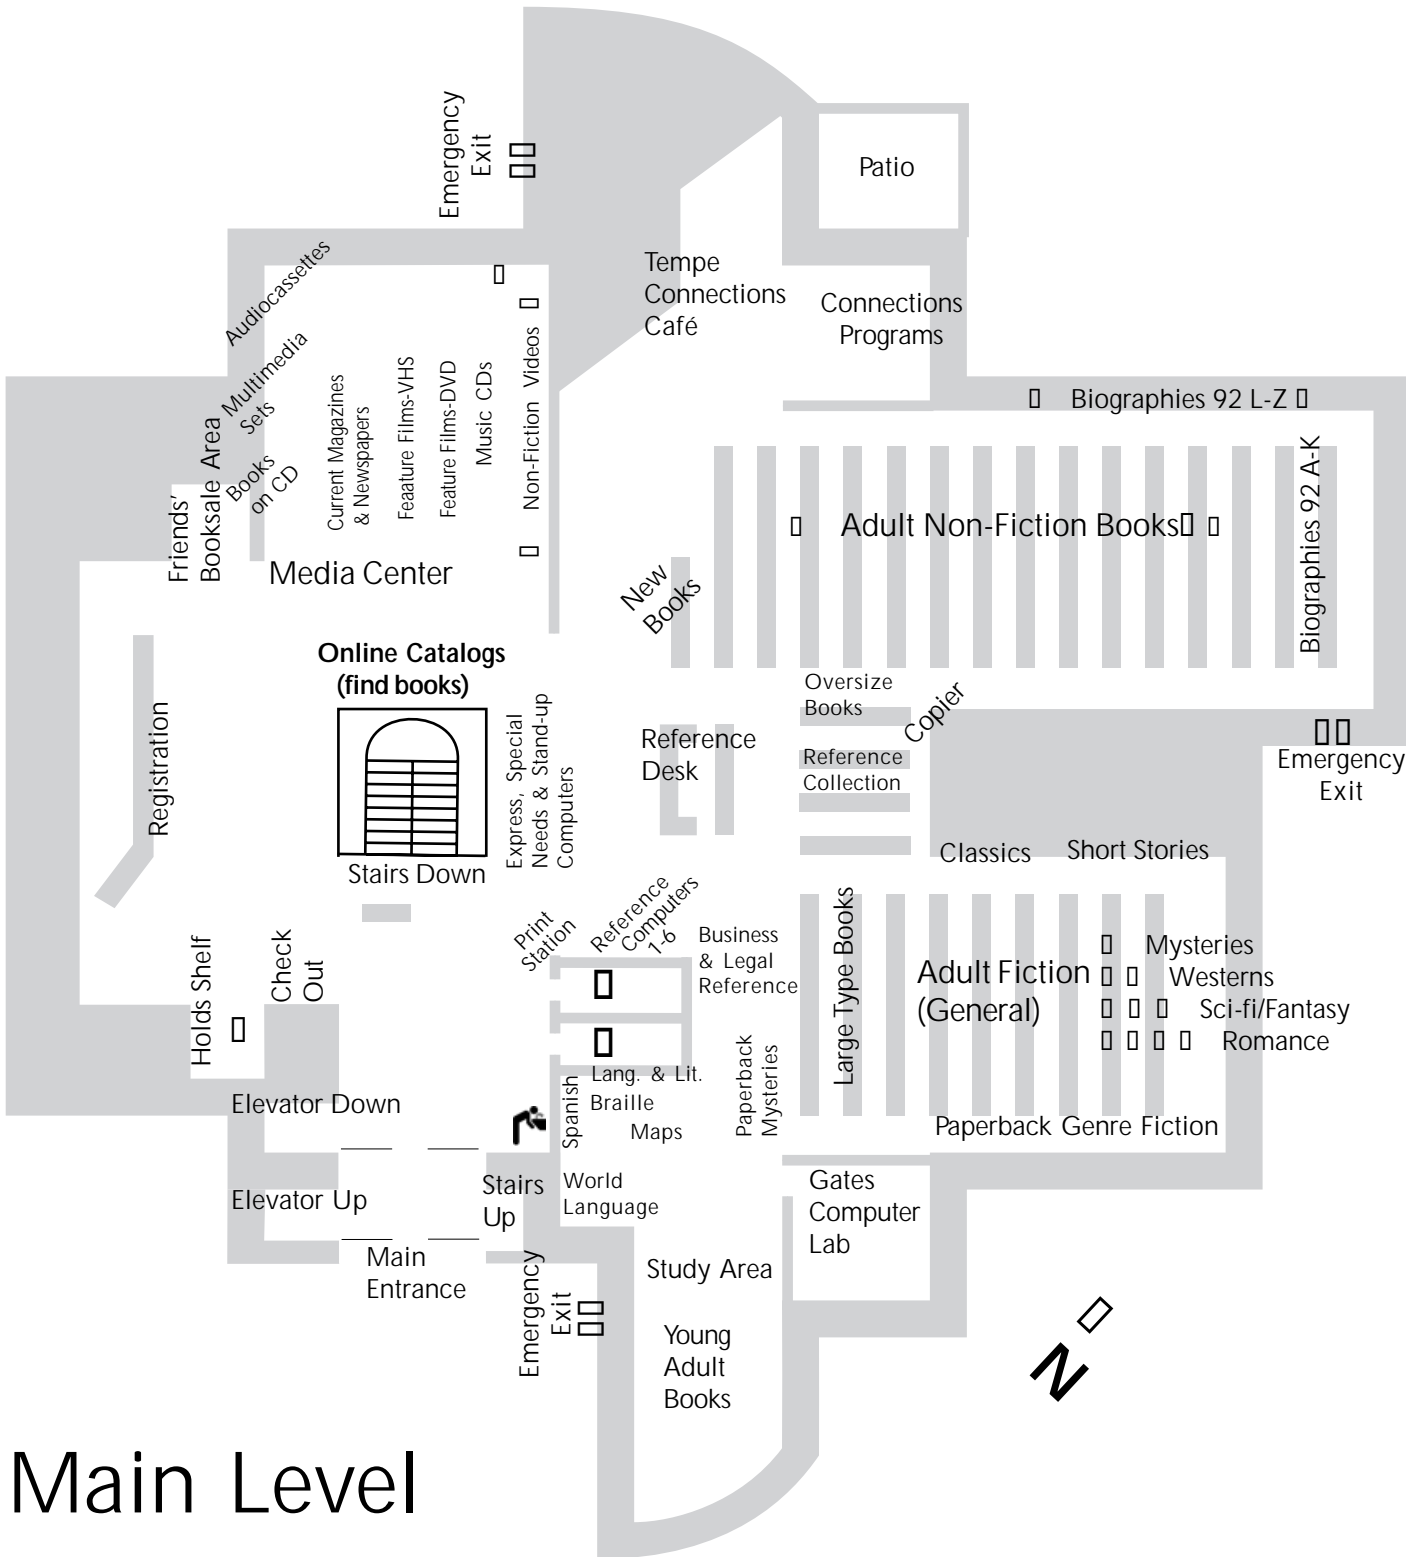 Emergency
Exit
Patio
Tempe
Connections
Café
Connections
Programs
Audiocassettes
Multimedia
Sets
Books
on CD
Friends'
Booksale Area
Current Magazines
& Newspapers
Feaature Films-VHS
Feature Films-DVD
Music CDs
Non-Fiction Videos
Media Center
Biographies 92 L-Z
Biographies 92 A-K
Adult Non-Fiction Books
New
Books
Online Catalogs
(find books)
Stairs Down
Registration
Express, Special
Needs & Stand-up
Computers
Reference
Desk
Oversize
Books
Copier
Reference
Collection
Emergency
Exit
Classics
Short Stories
Holds Shelf
Check
Out
Print
Station
Reference
Computers
1-6
Business
& Legal
Reference
Large Type Books
Adult Fiction
(General)
Mysteries
Westerns
Sci-fi/Fantasy
Romance
Paperback
Mysteries
Paperback Genre Fiction
Elevator Down
Elevator Up
Stairs
Up
Spanish
Lang. & Lit.
Braille
Maps
World
Language
Gates
Computer
Lab
Main
Entrance
Emergency
Exit
Study Area
Young
Adult
Books
N
Main Level